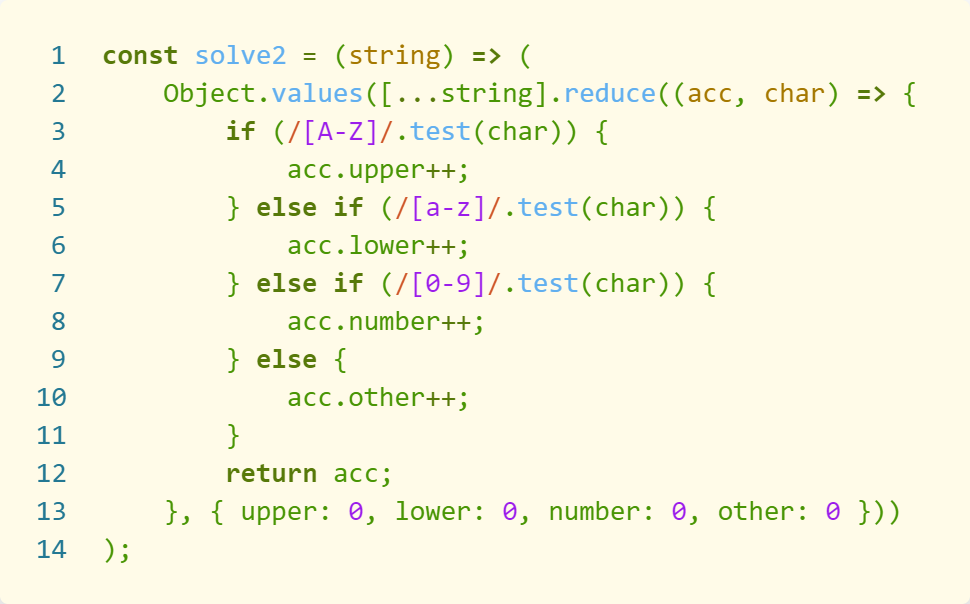 1 const solve2 = (string) => (
2     Object.values([...string].reduce((acc, char) => {
3         if (/[A-Z]/.test(char)) {
4             acc.upper++;
5         } else if (/[a-z]/.test(char)) {
6             acc.lower++;
7         } else if (/[0-9]/.test(char)) {
8             acc.number++;
9         } else {
10             acc.other++;
11         }
12         return acc;
13     }, { upper: 0, lower: 0, number: 0, other: 0 }))
14 );